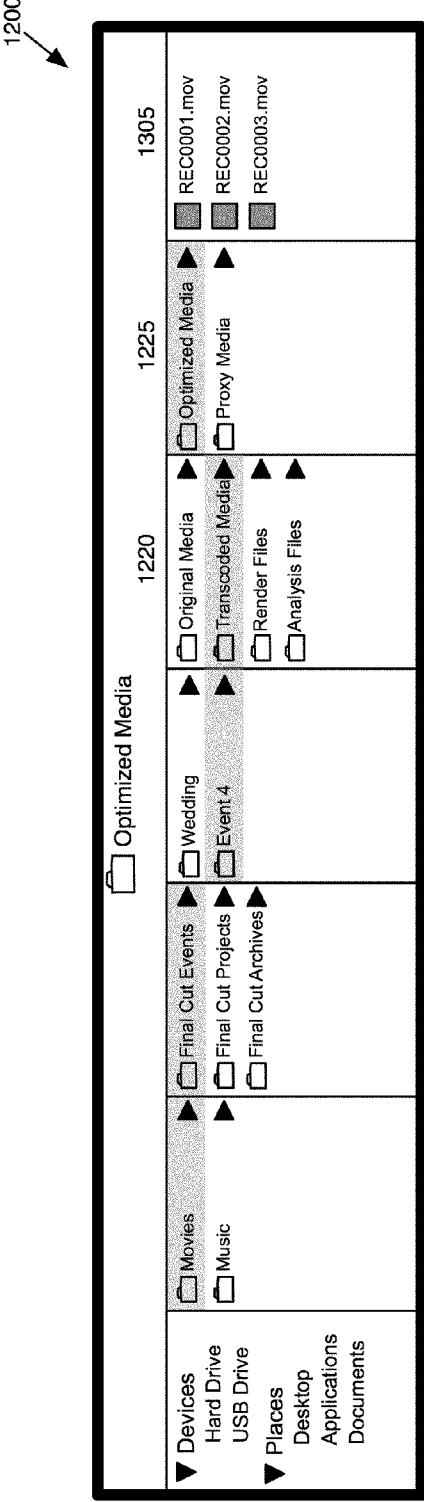 1200
Optimized Media
1220
1225
1305
Devices
Hard Drive
USB Drive
Places
Desktop
Applications
Documents
Movies
Music
Final Cut Events
Final Cut Projects
Final Cut Archives
Wedding
Event 4
Original Media
Transcoded Media
Render Files
Analysis Files
Optimized Media
Proxy Media
REC0001.mov
REC0002.mov
REC0003.mov